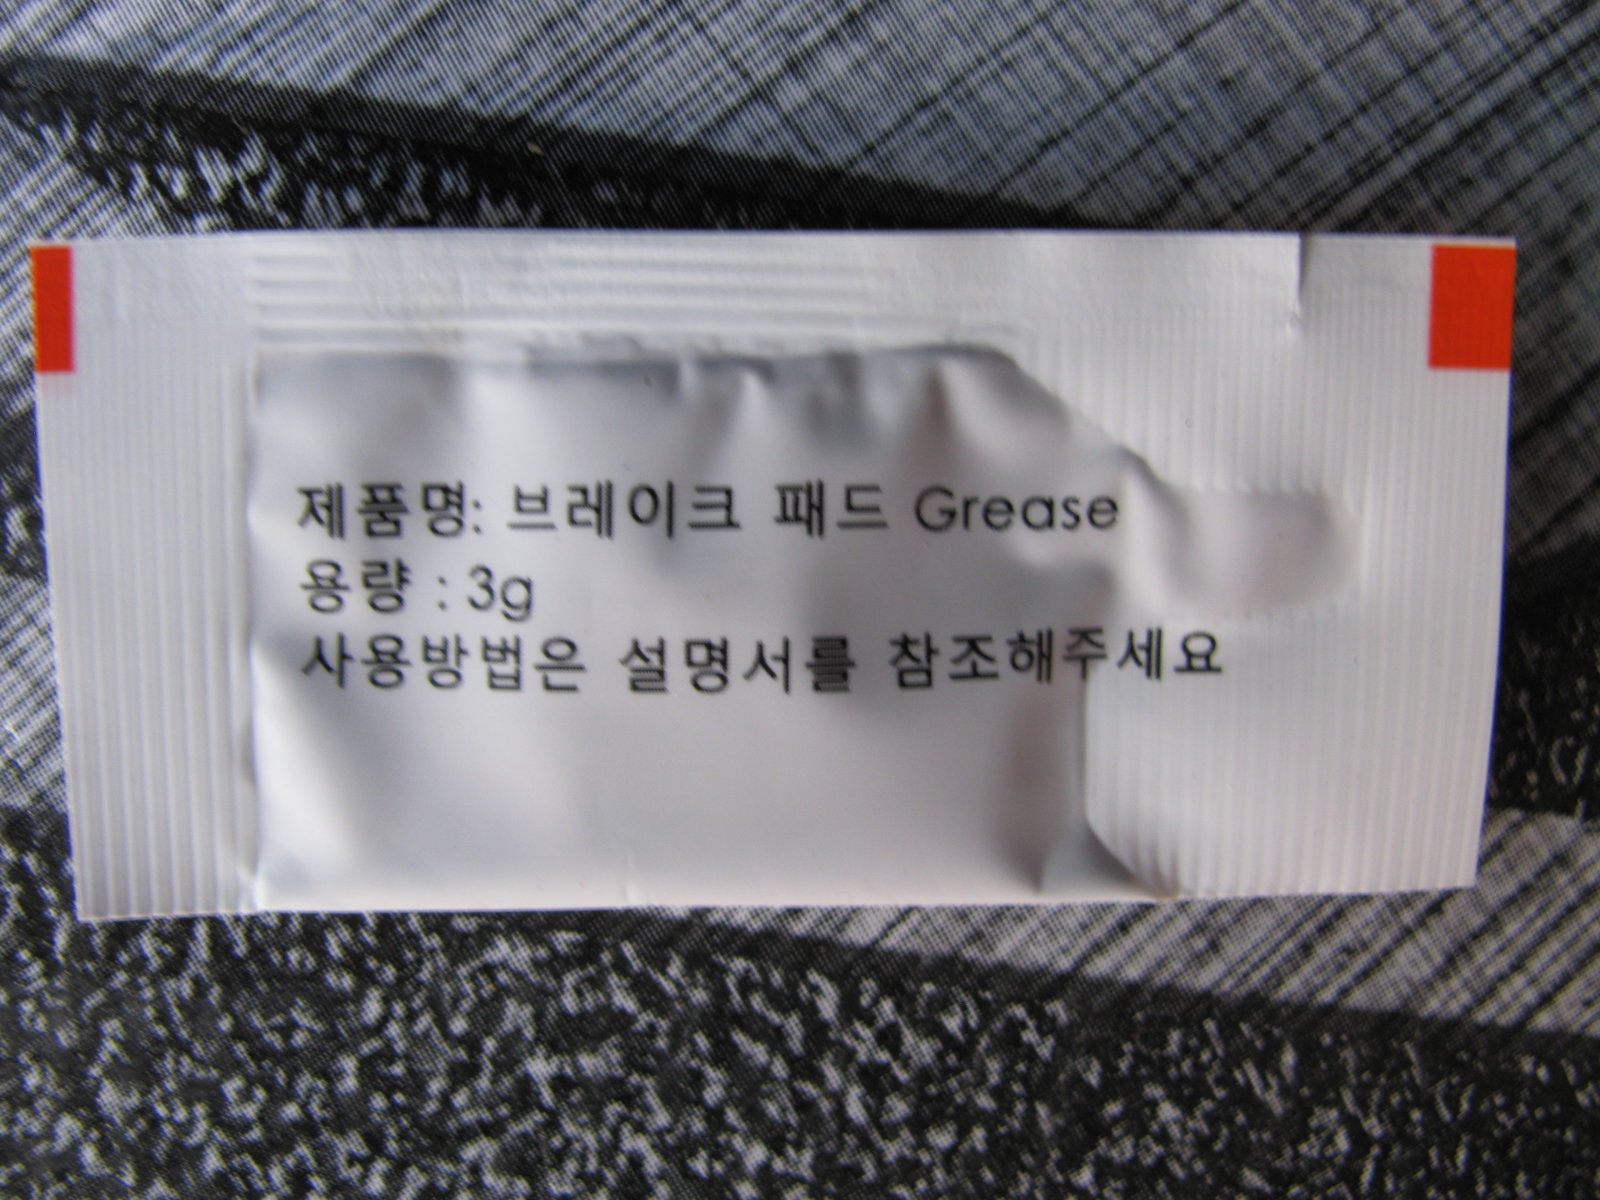 제품명: 브레이크 패드 Grease
용량 : 3g
사용방법은 설명서를 참조해주세요